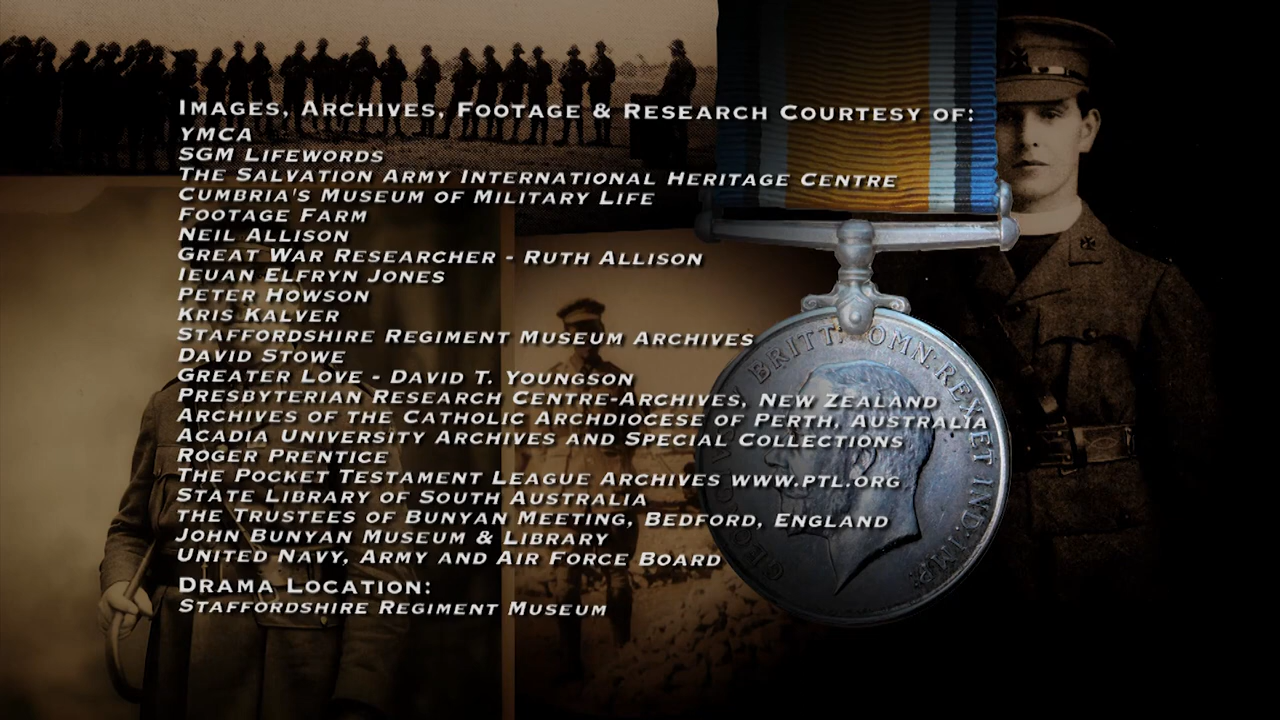 Images, Archives, Footage & Research Courtesy of:
YMCA
SGM Lifewords
The Salvation Army International Heritage Centre
Cumbria's Museum of Military Life
Footage Farm
Neil Allison
Great War Researcher - Ruth Allison
Ieuan Elfryn Jones
Peter Howson
Kris Kalver
Staffordshire Regiment Museum Archives
David Stowe
Greater Love - David T. Youngson
Presbyterian Research Centre-Archives, New Zealand
Archives of the Catholic Archdiocese of Perth, Australia
Acadia University Archives and Special Collections
Roger Prentice
The Pocket Testament League Archives www.ptl.org
State Library of South Australia
The Trustees of Bunyan Meeting, Bedford, England
John Bunyan Museum & Library
United Navy, Army and Air Force Board
Drama Location:
Staffordshire Regiment Museum
BRITT: OMN: REX ET IND: IMP: